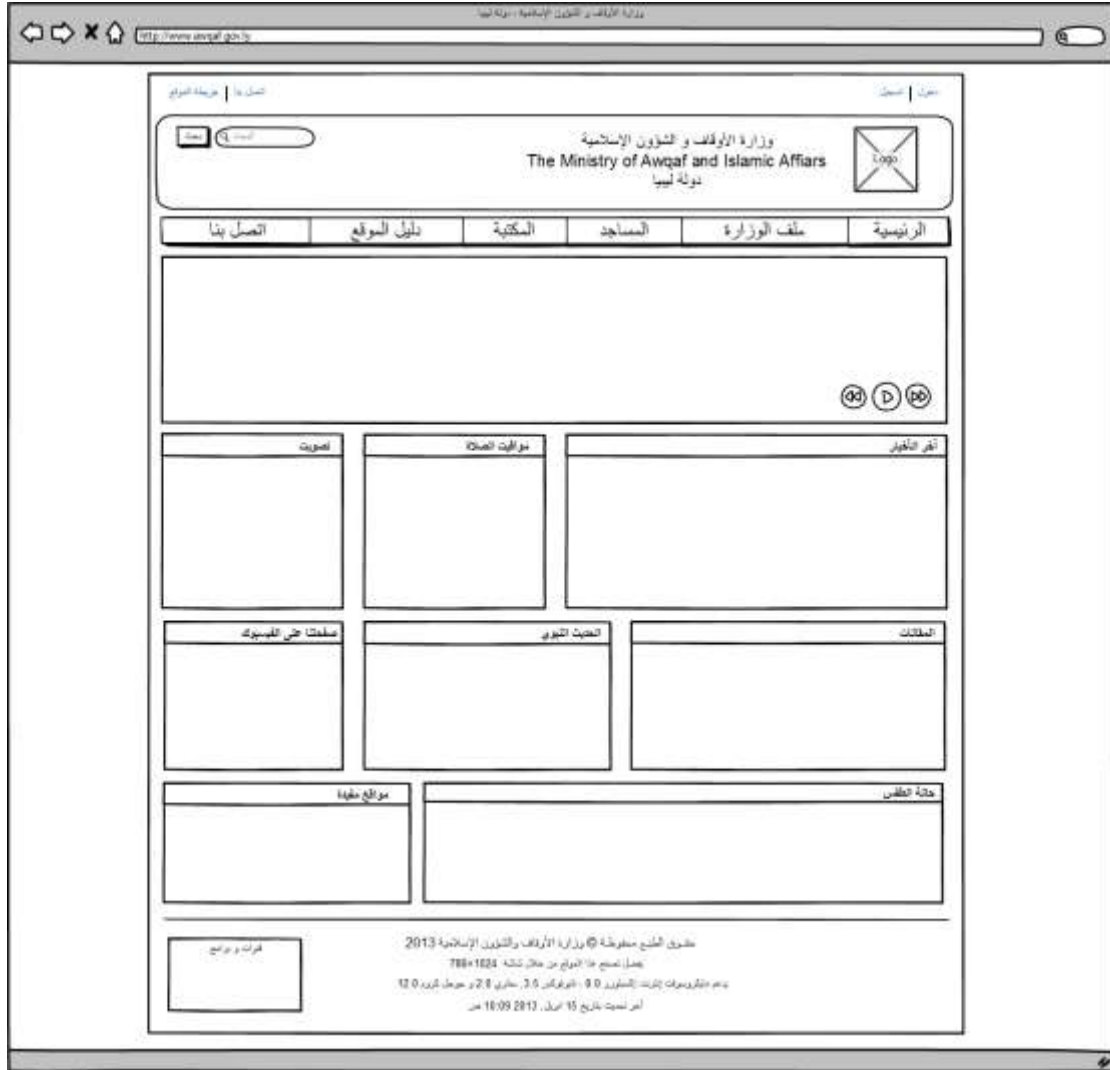 وزارة الأوقاف و الشؤون الإسلامية - دولة ليبيا
http://www.awqaf.gov.ly
دخول | تسجيل
اتصل بنا | خريطة الموقع
وزارة الأوقاف و الشؤون الإسلامية
The Ministry of Awqaf and Islamic Affiars
دولة ليبيا
Logo
بحث
الرئيسية
ملف الوزارة
المساجد
المكتبة
دليل الموقع
اتصل بنا
آخر الأخبار
مواقيت الصلاة
تصويت
المقالات
الحديث النبوي
صفحتنا على الفيسبوك
حالة الطقس
مواقع مفيدة
حقوق الطبع محفوظة © وزارة الأوقاف والشؤون الإسلامية 2013
يفضل تصفح هذا الموقع من خلال شاشة
آخر تحديث بتاريخ 15 ابريل, 2013 10:09 ص